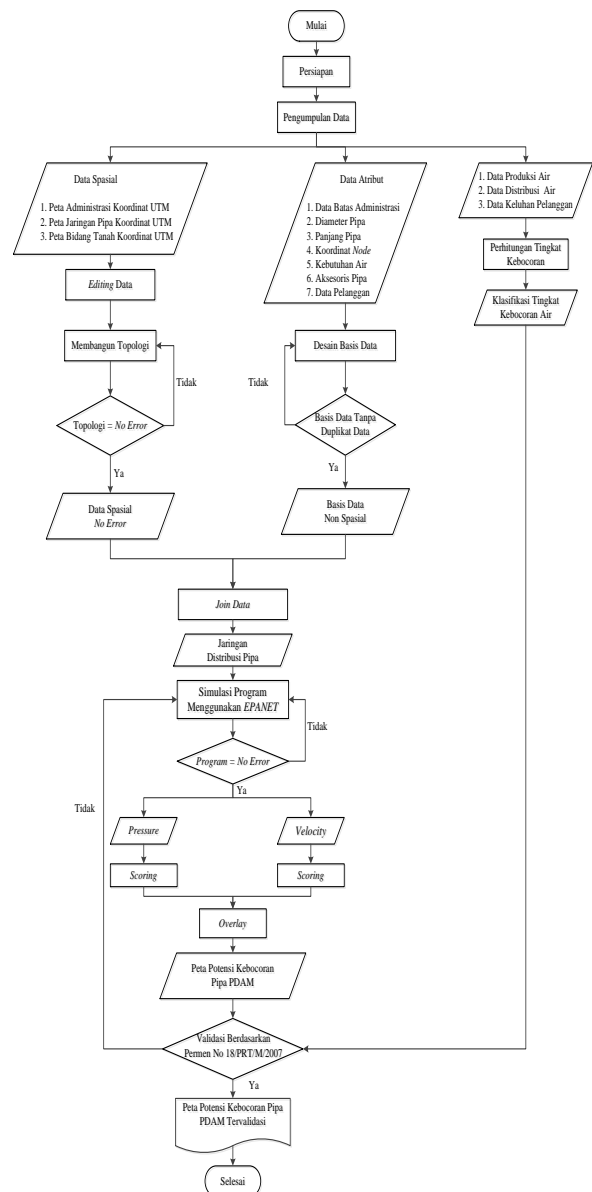 Mulai
Persiapan
Pengumpulan Data
Data Spasial
1. Peta Administrasi Koordinat UTM
2. Peta Jaringan Pipa Koordinat UTM
3. Peta Bidang Tanah Koordinat UTM
Data Atribut
1. Data Batas Administrasi
2. Diameter Pipa
3. Panjang Pipa
4. Koordinat Node
5. Kebutuhan Air
6. Aksesoris Pipa
7. Data Pelanggan
1. Data Produksi Air
2. Data Distribusi Air
3. Data Keluhan Pelanggan
Editing Data
Perhitungan Tingkat
Kebocoran
Klasifikasi Tingkat
Kebocoran Air
Membangun Topologi
Desain Basis Data
Tidak
Tidak
Topologi = No Error
Basis Data Tanpa
Duplikat Data
Ya
Ya
Data Spasial
No Error
Basis Data
Non Spasial
Join Data
Jaringan
Distribusi Pipa
Simulasi Program
Menggunakan EPANET
Tidak
Program = No Error
Ya
Tidak
Pressure
Velocity
Scoring
Scoring
Overlay
Peta Potensi Kebocoran
Pipa PDAM
Validasi Berdasarkan
Permen No 18/PRT/M/2007
Ya
Peta Potensi Kebocoran Pipa
PDAM Tervalidasi
Selesai